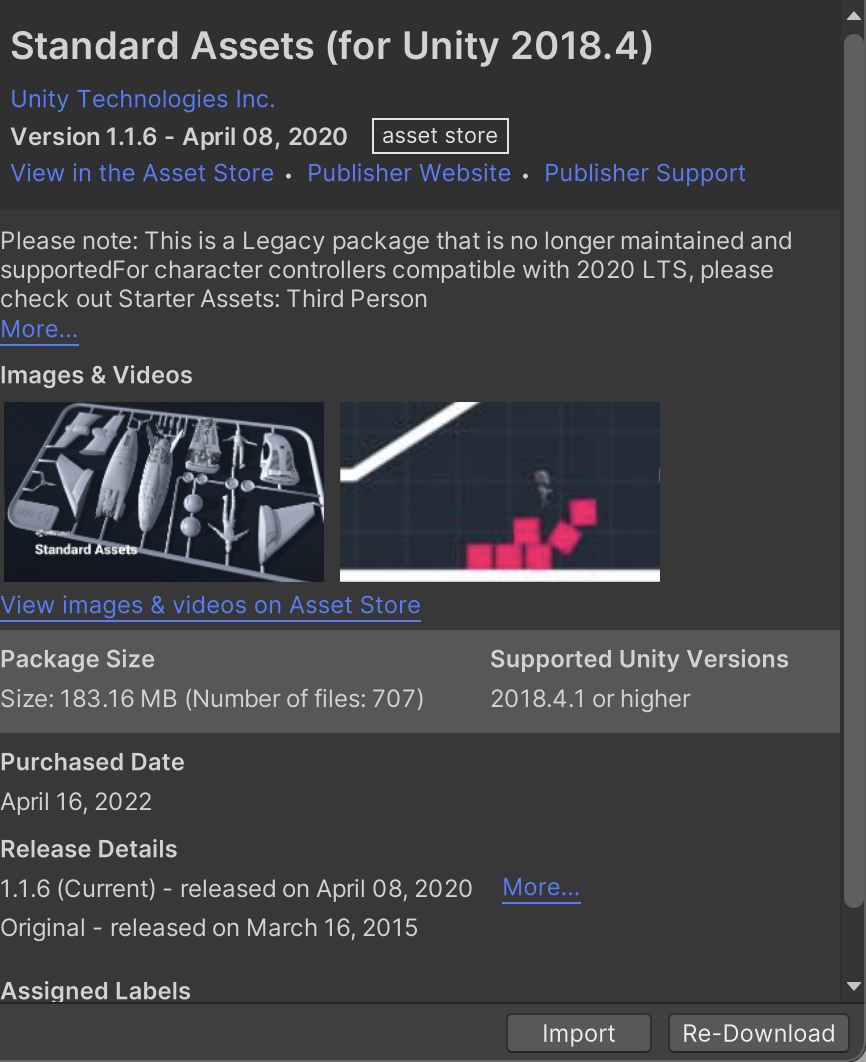 Standard Assets (for Unity 2018.4)
Unity Technologies Inc.
Version 1.1.6 - April 08, 2020 asset store
View in the Asset Store • Publisher Website • Publisher Support
Please note: This is a Legacy package that is no longer maintained and
supportedFor character controllers compatible with 2020 LTS, please
check out Starter Assets: Third Person
More...
Images & Videos
Standard Assets
View images & videos on Asset Store
Package Size Supported Unity Versions
Size: 183.16 MB (Number of files: 707) 2018.4.1 or higher
Purchased Date
April 16, 2022
Release Details
1.1.6 (Current) - released on April 08, 2020 More...
Original - released on March 16, 2015
Assigned Labels
Import Re-Download